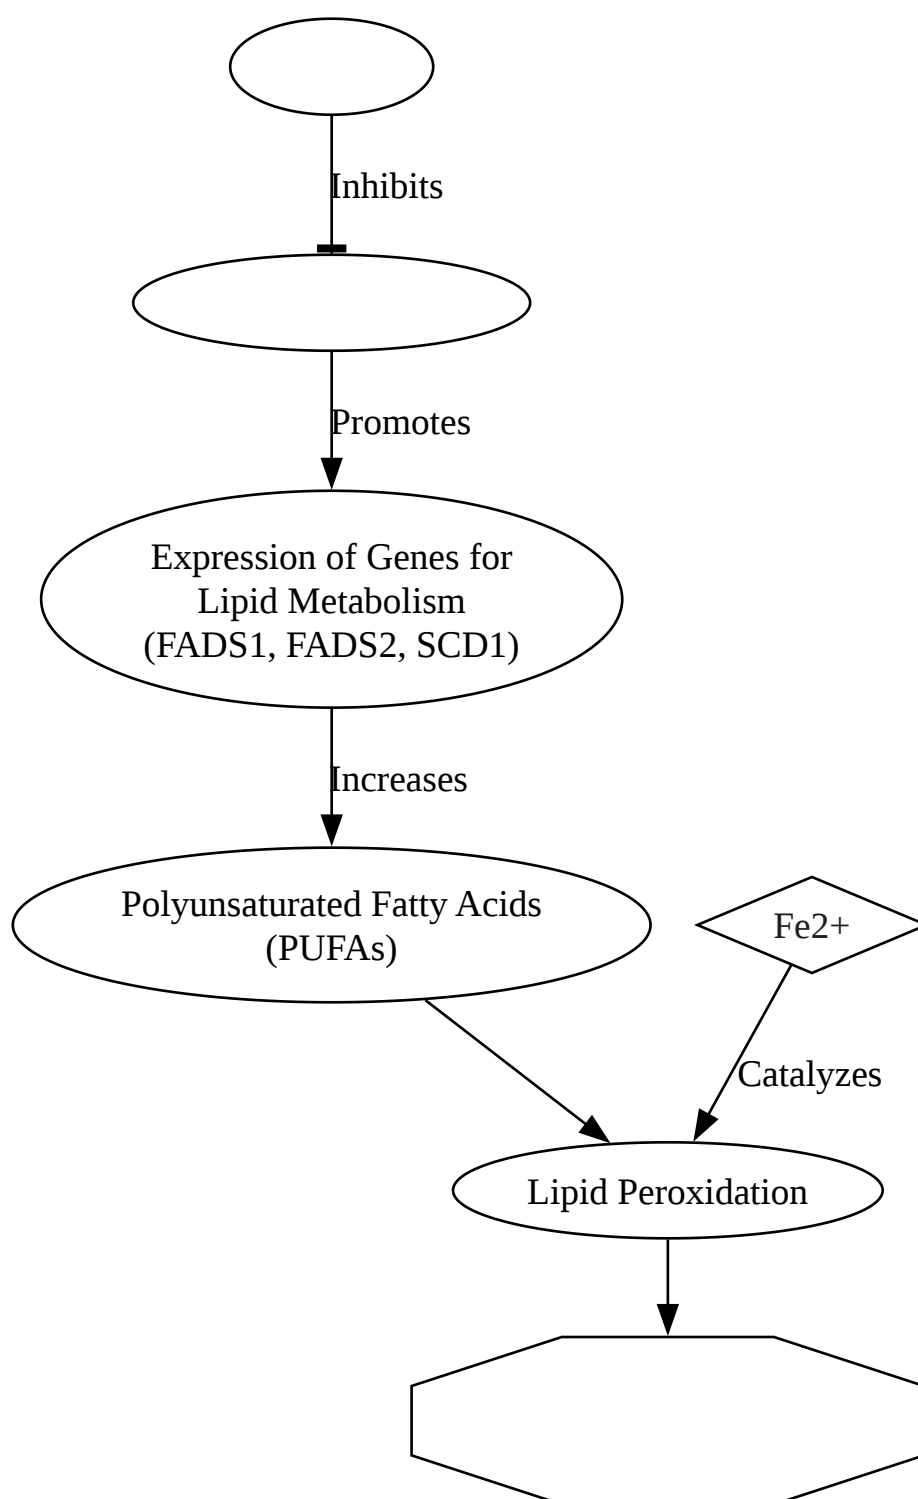 Inhibits
Promotes
Expression of Genes for
Lipid Metabolism
(FADS1, FADS2, SCD1)
Increases
Polyunsaturated Fatty Acids
(PUFAs)
Fe2+
Catalyzes
Lipid Peroxidation